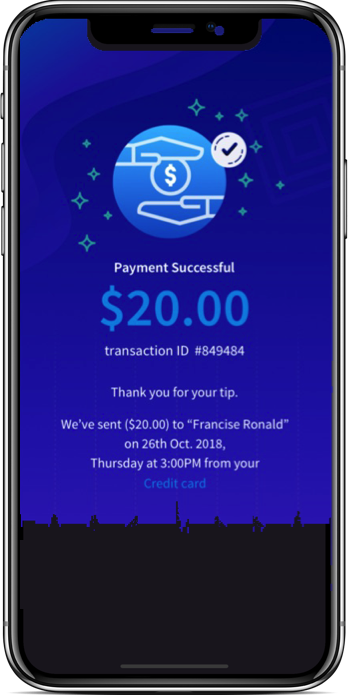 $
Payment Successful
$20.00
transaction ID #849484
Thank you for your tip.
We've sent ($20.00) to “Francise Ronald”
on 26th Oct. 2018,
Thursday at 3:00PM from your
Credit card